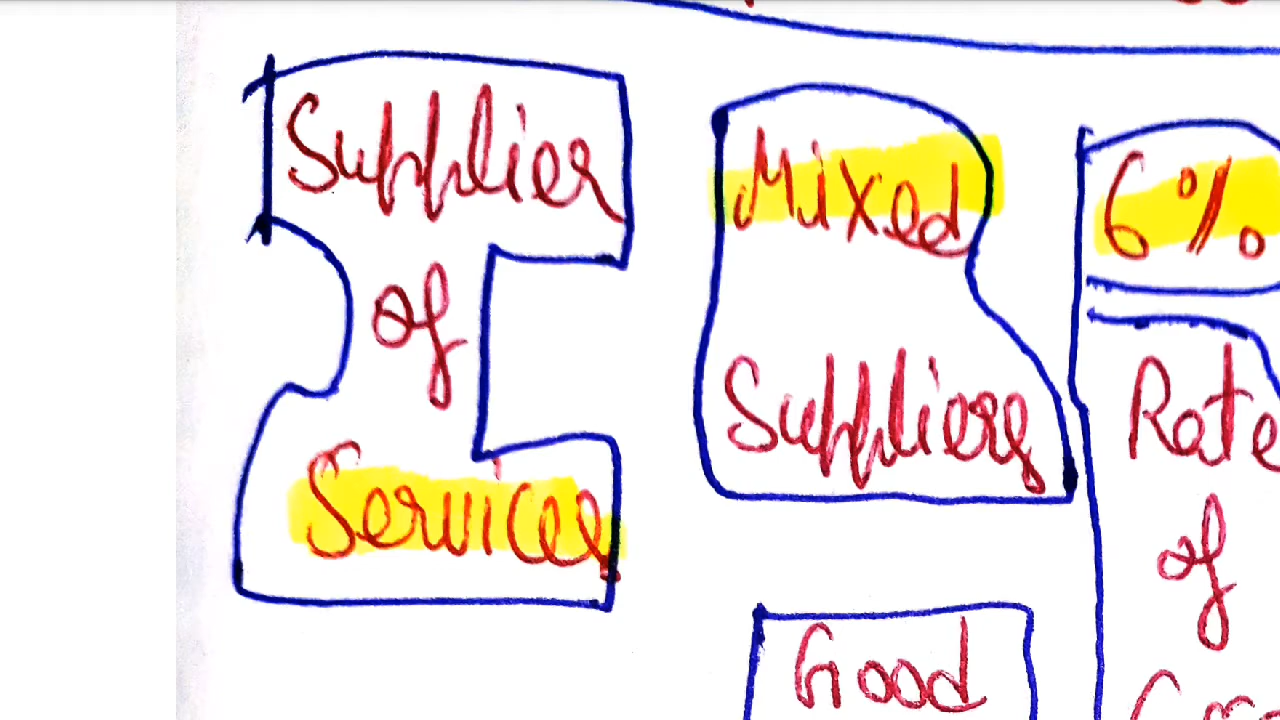 Supplier
of
Services
Mixed
Suppliers
6%
Rate
of
Good